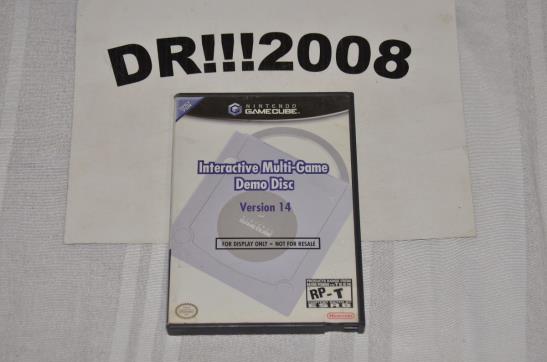 DR!!!2008
NINTENDO
GAMECUBE
Interactive Multi-Game
Demo Disc
Version 14
FOR DISPLAY ONLY - NOT FOR RESALE
RP-T
ESRB
Nintendo